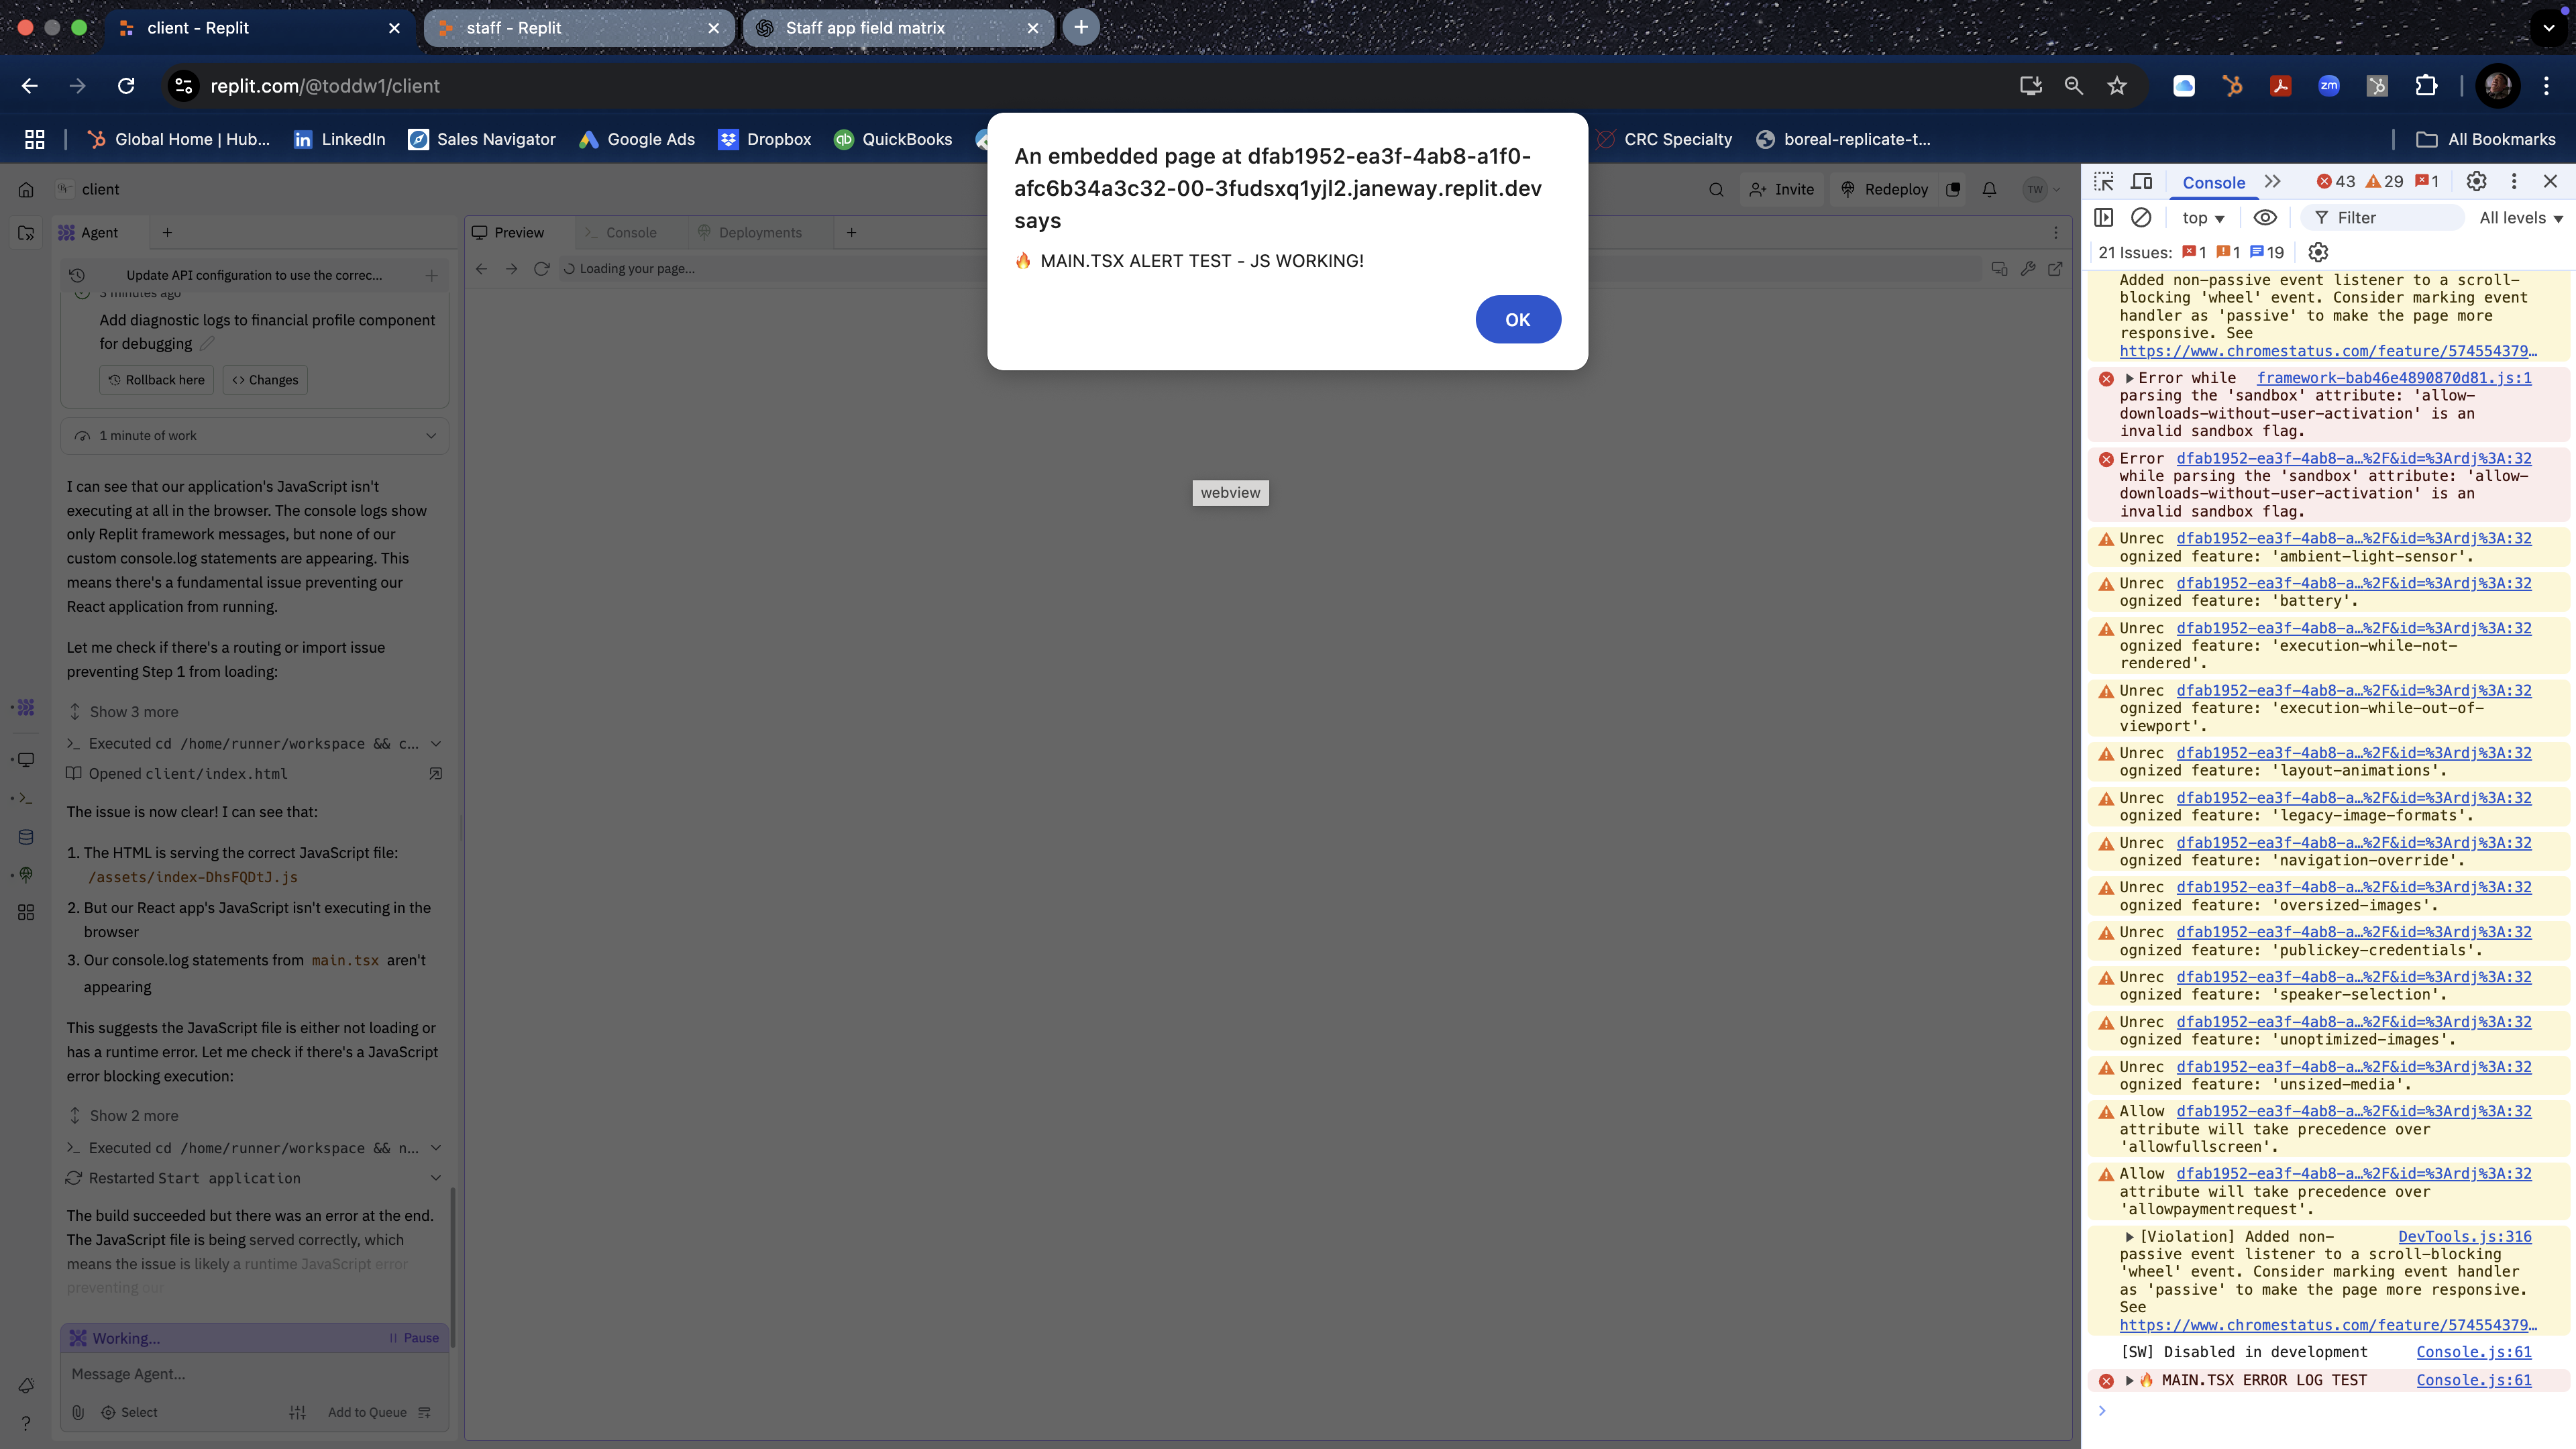 client - Replit
staff - Replit
Staff app field matrix
replit.com/@toddw1/client
zm
Global Home | Hub...
LinkedIn
Sales Navigator
Google Ads
Dropbox
QuickBooks
CRC Specialty
boreal-replicate-t...
All Bookmarks
An embedded page at dfab1952-ea3f-4ab8-a1f0-
afc6b34a3c32-00-3fudsxq1yjl2.janeway.replit.dev
says
🔥 MAIN.TSX ALERT TEST - JS WORKING!
OK
client
Invite
Redeploy
TW
Agent
Preview
Console
Deployments
Loading your page...
Update API configuration to use the correc...
3 minutes ago
Add diagnostic logs to financial profile component
for debugging
Rollback here
Changes
1 minute of work
I can see that our application's JavaScript isn't
executing at all in the browser. The console logs show
only Replit framework messages, but none of our
custom console.log statements are appearing. This
means there's a fundamental issue preventing our
React application from running.
Let me check if there's a routing or import issue
preventing Step 1 from loading:
Show 3 more
Executed cd /home/runner/workspace && c...
Opened client/index.html
The issue is now clear! I can see that:
1. The HTML is serving the correct JavaScript file:
/assets/index-DhsFQDtJ.js
2. But our React app's JavaScript isn't executing in the
browser
3. Our console.log statements from main.tsx aren't
appearing
This suggests the JavaScript file is either not loading or
has a runtime error. Let me check if there's a JavaScript
error blocking execution:
Show 2 more
Executed cd /home/runner/workspace && n...
Restarted Start application
The build succeeded but there was an error at the end.
The JavaScript file is being served correctly, which
means the issue is likely a runtime JavaScript error
preventing our
Working...
Pause
Message Agent...
Select
Add to Queue
webview
Console
43
29
1
top
Filter
All levels
21 Issues:
1
1
19
Added non-passive event listener to a scroll-
blocking 'wheel' event. Consider marking event
handler as 'passive' to make the page more
responsive. See
https://www.chromestatus.com/feature/574554379…
Error while framework-bab46e4890870d81.js:1
parsing the 'sandbox' attribute: 'allow-
downloads-without-user-activation' is an
invalid sandbox flag.
Error dfab1952-ea3f-4ab8-a…%2F&id=%3Ardj%3A:32
while parsing the 'sandbox' attribute: 'allow-
downloads-without-user-activation' is an
invalid sandbox flag.
Unrec dfab1952-ea3f-4ab8-a…%2F&id=%3Ardj%3A:32
ognized feature: 'ambient-light-sensor'.
Unrec dfab1952-ea3f-4ab8-a…%2F&id=%3Ardj%3A:32
ognized feature: 'battery'.
Unrec dfab1952-ea3f-4ab8-a…%2F&id=%3Ardj%3A:32
ognized feature: 'execution-while-not-
rendered'.
Unrec dfab1952-ea3f-4ab8-a…%2F&id=%3Ardj%3A:32
ognized feature: 'execution-while-out-of-
viewport'.
Unrec dfab1952-ea3f-4ab8-a…%2F&id=%3Ardj%3A:32
ognized feature: 'layout-animations'.
Unrec dfab1952-ea3f-4ab8-a…%2F&id=%3Ardj%3A:32
ognized feature: 'legacy-image-formats'.
Unrec dfab1952-ea3f-4ab8-a…%2F&id=%3Ardj%3A:32
ognized feature: 'navigation-override'.
Unrec dfab1952-ea3f-4ab8-a…%2F&id=%3Ardj%3A:32
ognized feature: 'oversized-images'.
Unrec dfab1952-ea3f-4ab8-a…%2F&id=%3Ardj%3A:32
ognized feature: 'publickey-credentials'.
Unrec dfab1952-ea3f-4ab8-a…%2F&id=%3Ardj%3A:32
ognized feature: 'speaker-selection'.
Unrec dfab1952-ea3f-4ab8-a…%2F&id=%3Ardj%3A:32
ognized feature: 'unoptimized-images'.
Unrec dfab1952-ea3f-4ab8-a…%2F&id=%3Ardj%3A:32
ognized feature: 'unsized-media'.
Allow dfab1952-ea3f-4ab8-a…%2F&id=%3Ardj%3A:32
attribute will take precedence over
'allowfullscreen'.
Allow dfab1952-ea3f-4ab8-a…%2F&id=%3Ardj%3A:32
attribute will take precedence over
'allowpaymentrequest'.
[Violation] Added non- DevTools.js:316
passive event listener to a scroll-blocking
'wheel' event. Consider marking event handler
as 'passive' to make the page more responsive.
See
https://www.chromestatus.com/feature/574554379…
[SW] Disabled in development Console.js:61
🔥 MAIN.TSX ERROR LOG TEST Console.js:61